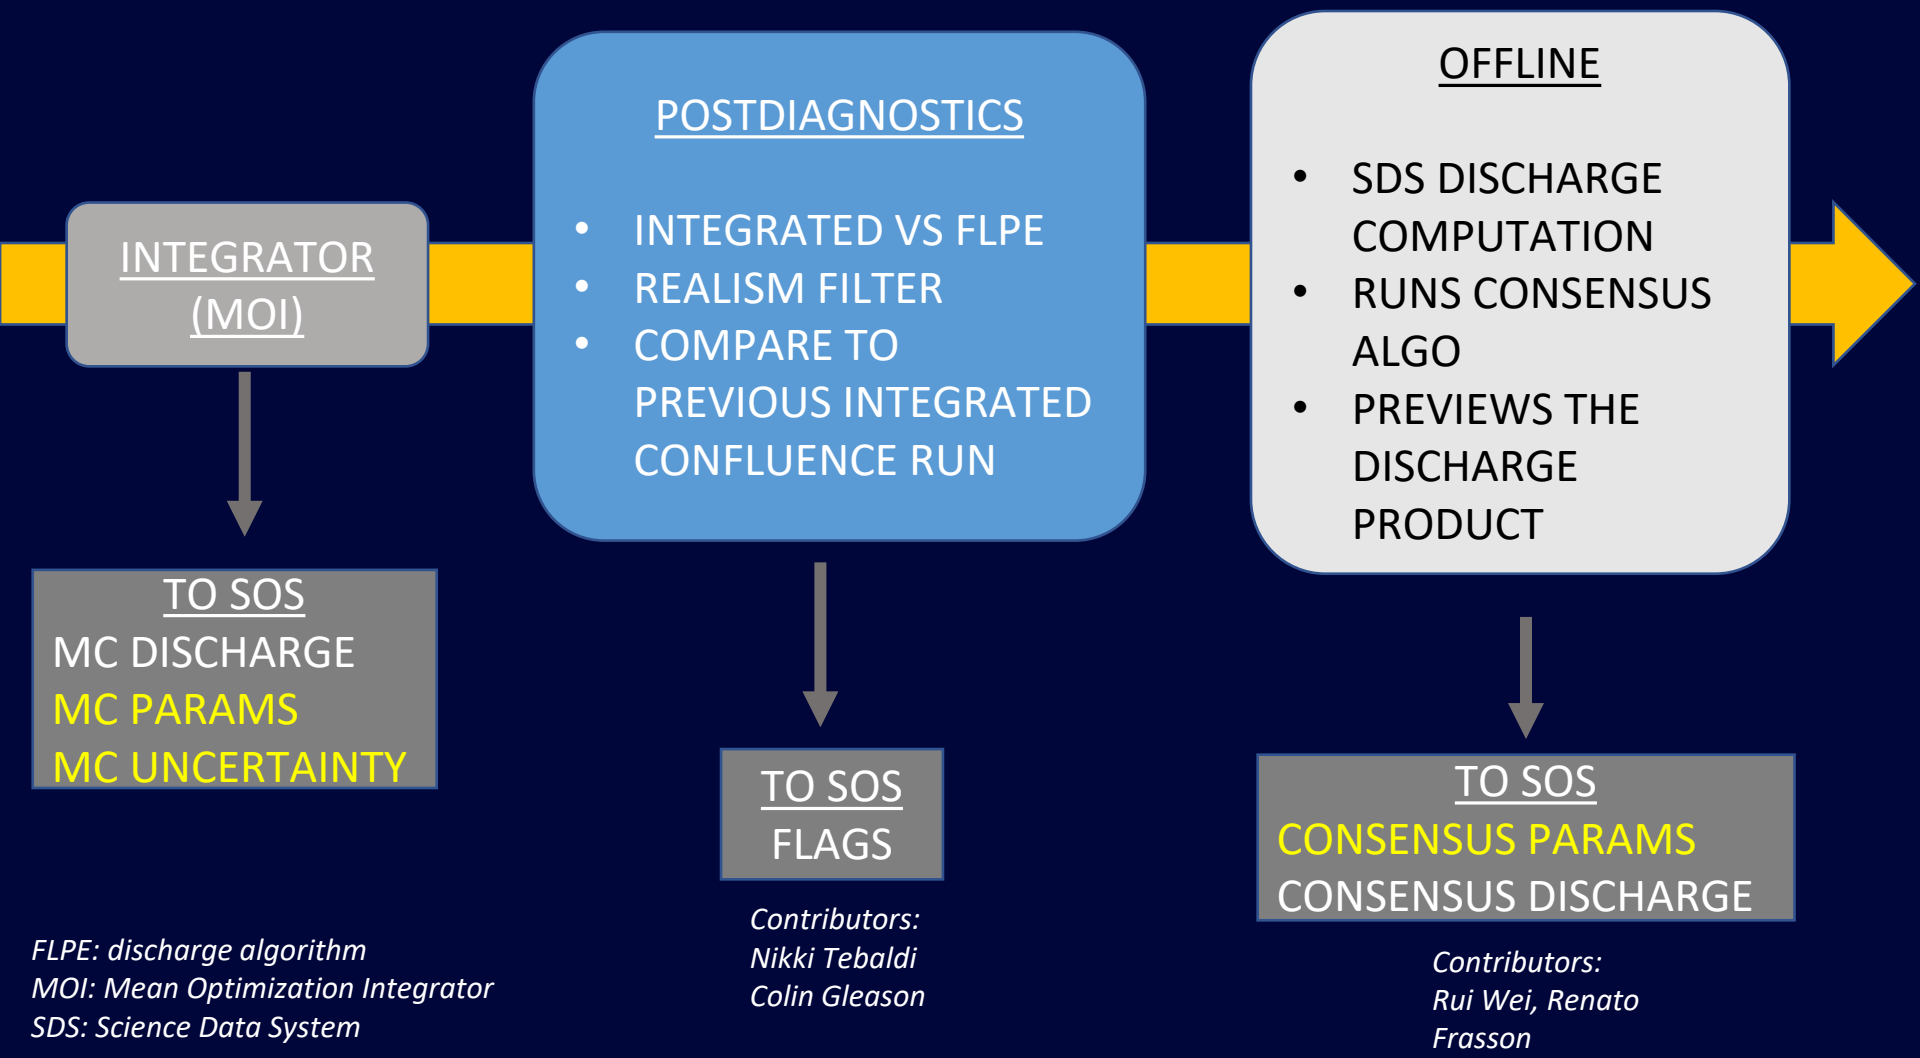 INTEGRATOR
(MOI)
TO SOS
MC DISCHARGE
MC PARAMS
MC UNCERTAINTY
POSTDIAGNOSTICS
• INTEGRATED VS FLPE
• REALISM FILTER
• COMPARE TO
PREVIOUS INTEGRATED
CONFLUENCE RUN
TO SOS
FLAGS
Contributors:
Nikki Tebaldi
Colin Gleason
OFFLINE
• SDS DISCHARGE
COMPUTATION
• RUNS CONSENSUS
ALGO
• PREVIEWS THE
DISCHARGE
PRODUCT
TO SOS
CONSENSUS PARAMS
CONSENSUS DISCHARGE
Contributors:
Rui Wei, Renato
Frasson
FLPE: discharge algorithm
MOI: Mean Optimization Integrator
SDS: Science Data System